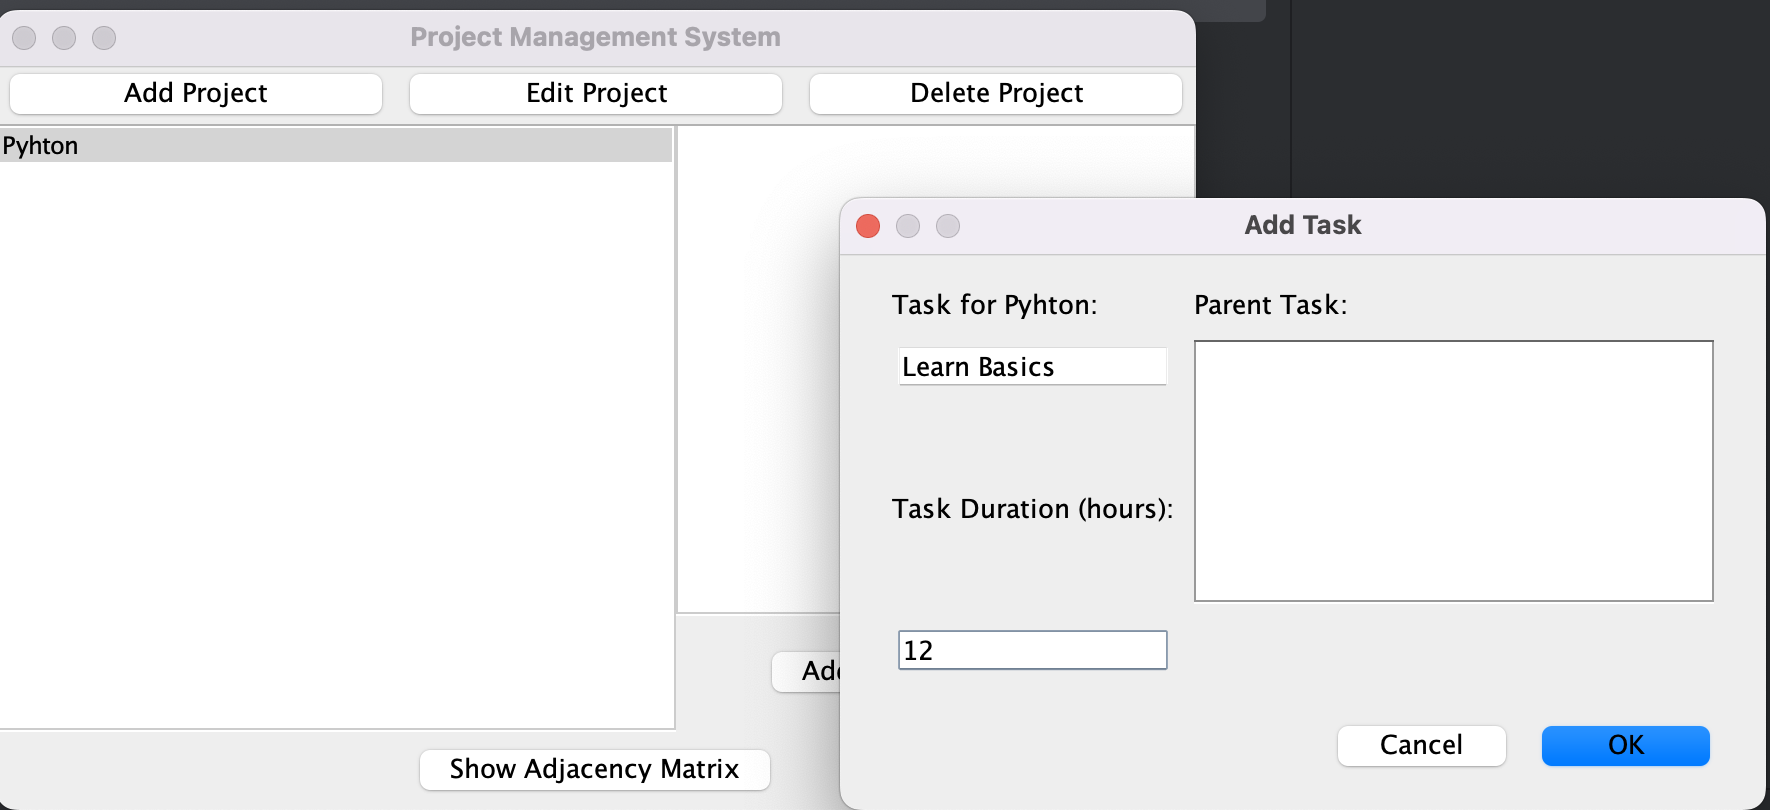 Project Management System
Add Project
Edit Project
Delete Project
Pyhton
Show Adjacency Matrix
Add Task
Task for Pyhton:
Parent Task:
Learn Basics
Task Duration (hours):
12
Cancel
OK